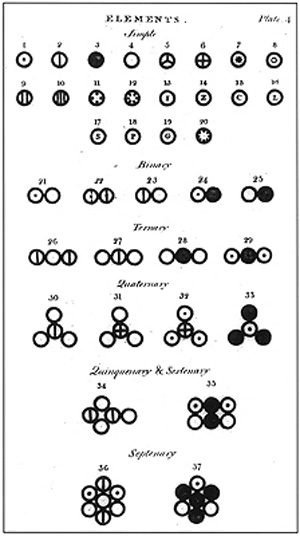 ELEMENTS. Plate. 4
Simple
1 2 3 4 5 6 7 8
9 10 11 12 13 14 15 16
I Z C L
17 18 19 20
S P G
Binary
21 22 23 24 25
Ternary
26 27 28 29
Quaternary
30 31 32 33
Quinquenary & Sextenary
34 35
Septenary
36 37